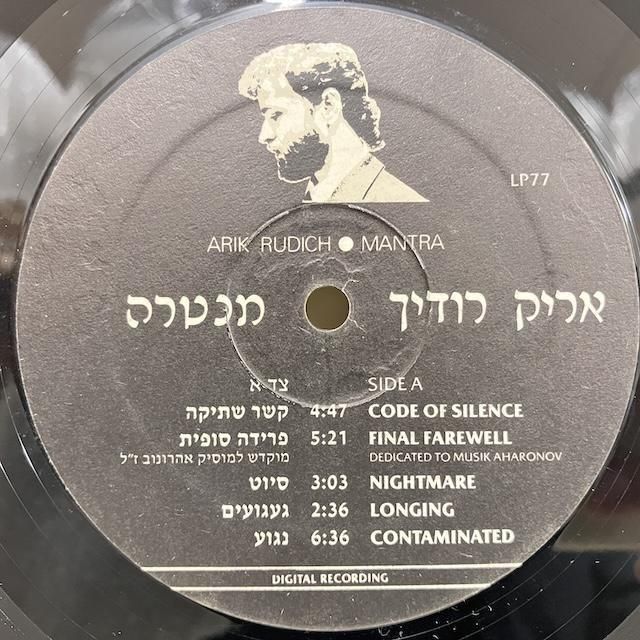 LP77
ARIK RUDICH ● MANTRA
אריק רודיך מנטרה
SIDE A צד א
קשר שתיקה 4:47 CODE OF SILENCE
פרידה סופית 5:21 FINAL FAREWELL
מוקדש למוסיק אהרונוב ז"ל DEDICATED TO MUSIK AHARONOV
סיוט 3:03 NIGHTMARE
געגועים 2:36 LONGING
נגוע 6:36 CONTAMINATED
DIGITAL RECORDING